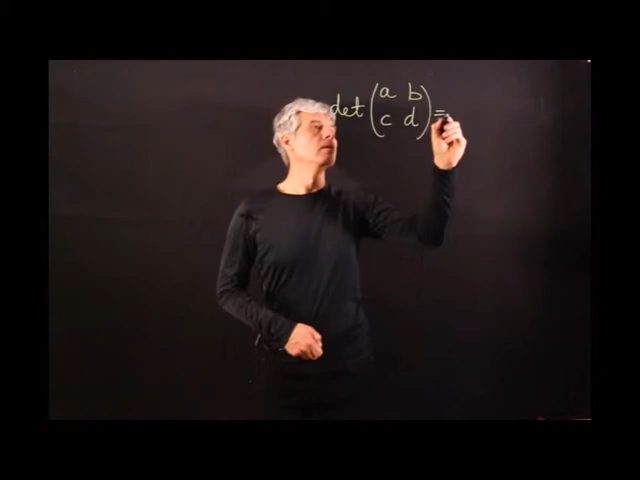 det ( a b ) =
( c d )